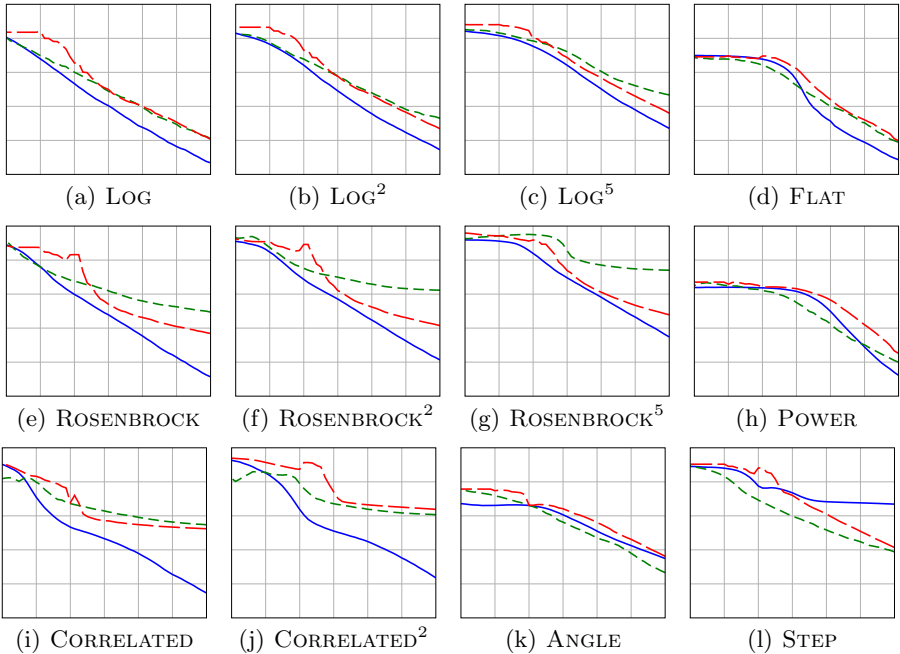 (a) LOG (b) LOG² (c) LOG⁵ (d) FLAT
(e) ROSENBROCK (f) ROSENBROCK² (g) ROSENBROCK⁵ (h) POWER
(i) CORRELATED (j) CORRELATED² (k) ANGLE (l) STEP